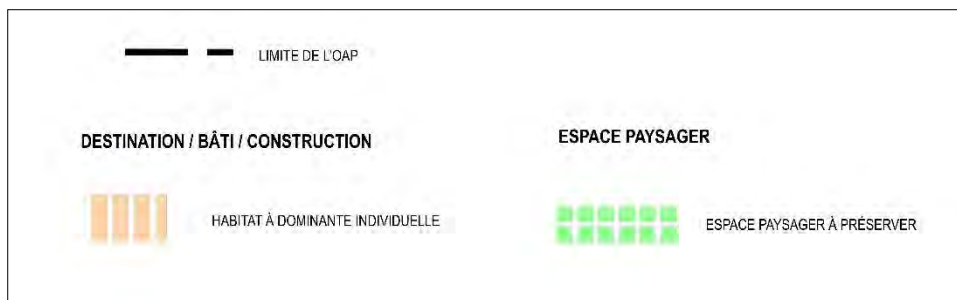 LIMITE DE L'OAP
DESTINATION / BÂTI / CONSTRUCTION
HABITAT À DOMINANTE INDIVIDUELLE
ESPACE PAYSAGER
ESPACE PAYSAGER À PRÉSERVER